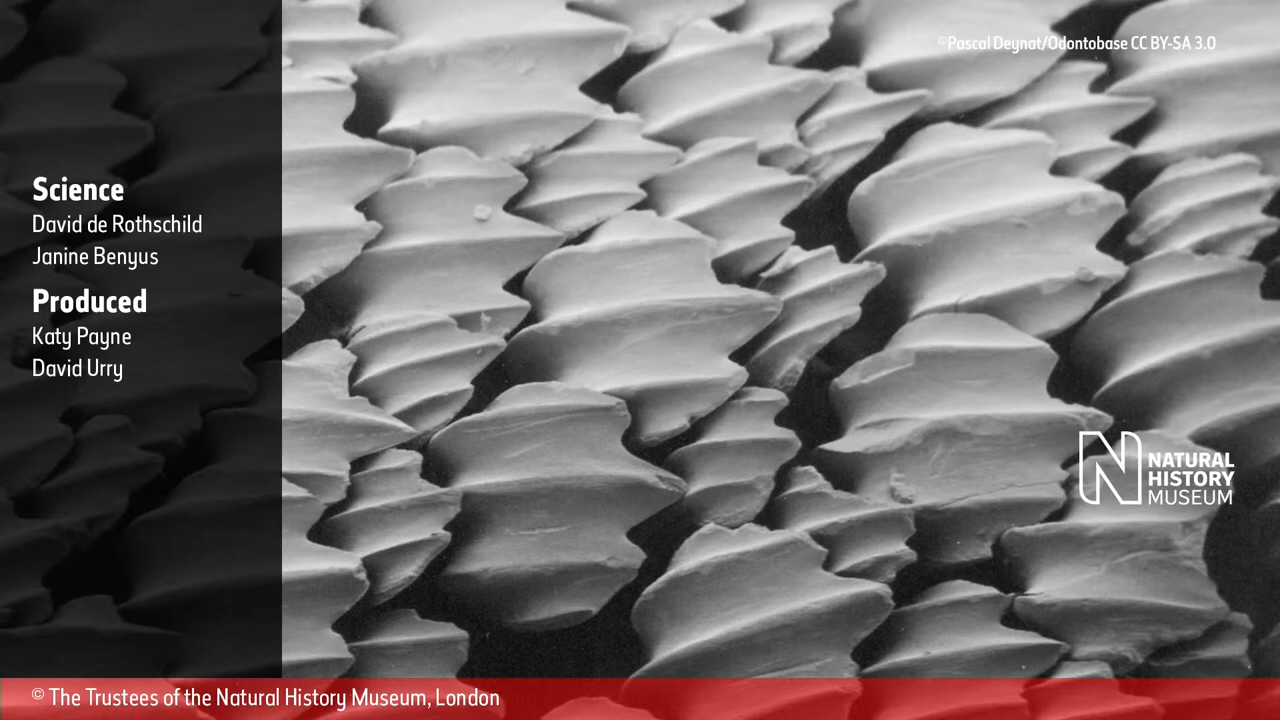 ©Pascal Deynat/Odontobase CC BY-SA 3.0
Science
David de Rothschild
Janine Benyus
Produced
Katy Payne
David Urry
NATURAL
HISTORY
MUSEUM
© The Trustees of the Natural History Museum, London